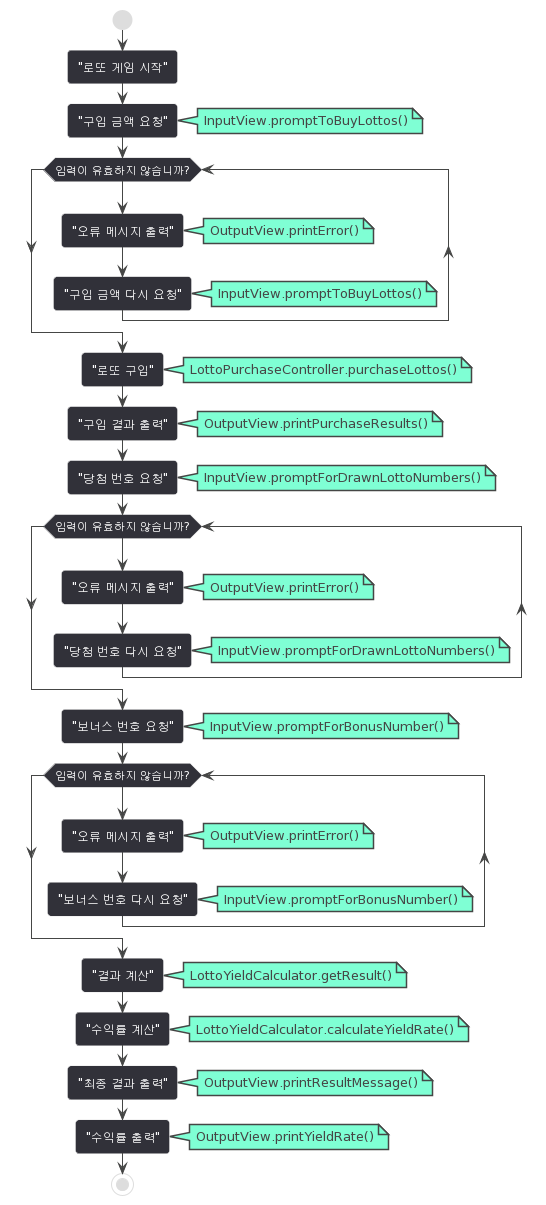 "로또 게임 시작"
"구입 금액 요청"
InputView.promptToBuyLottos()
입력이 유효하지 않습니까?
"오류 메시지 출력"
OutputView.printError()
"구입 금액 다시 요청"
InputView.promptToBuyLottos()
"로또 구입"
LottoPurchaseController.purchaseLottos()
"구입 결과 출력"
OutputView.printPurchaseResults()
"당첨 번호 요청"
InputView.promptForDrawnLottoNumbers()
입력이 유효하지 않습니까?
"오류 메시지 출력"
OutputView.printError()
"당첨 번호 다시 요청"
InputView.promptForDrawnLottoNumbers()
"보너스 번호 요청"
InputView.promptForBonusNumber()
입력이 유효하지 않습니까?
"오류 메시지 출력"
OutputView.printError()
"보너스 번호 다시 요청"
InputView.promptForBonusNumber()
"결과 계산"
LottoYieldCalculator.getResult()
"수익률 계산"
LottoYieldCalculator.calculateYieldRate()
"최종 결과 출력"
OutputView.printResultMessage()
"수익률 출력"
OutputView.printYieldRate()